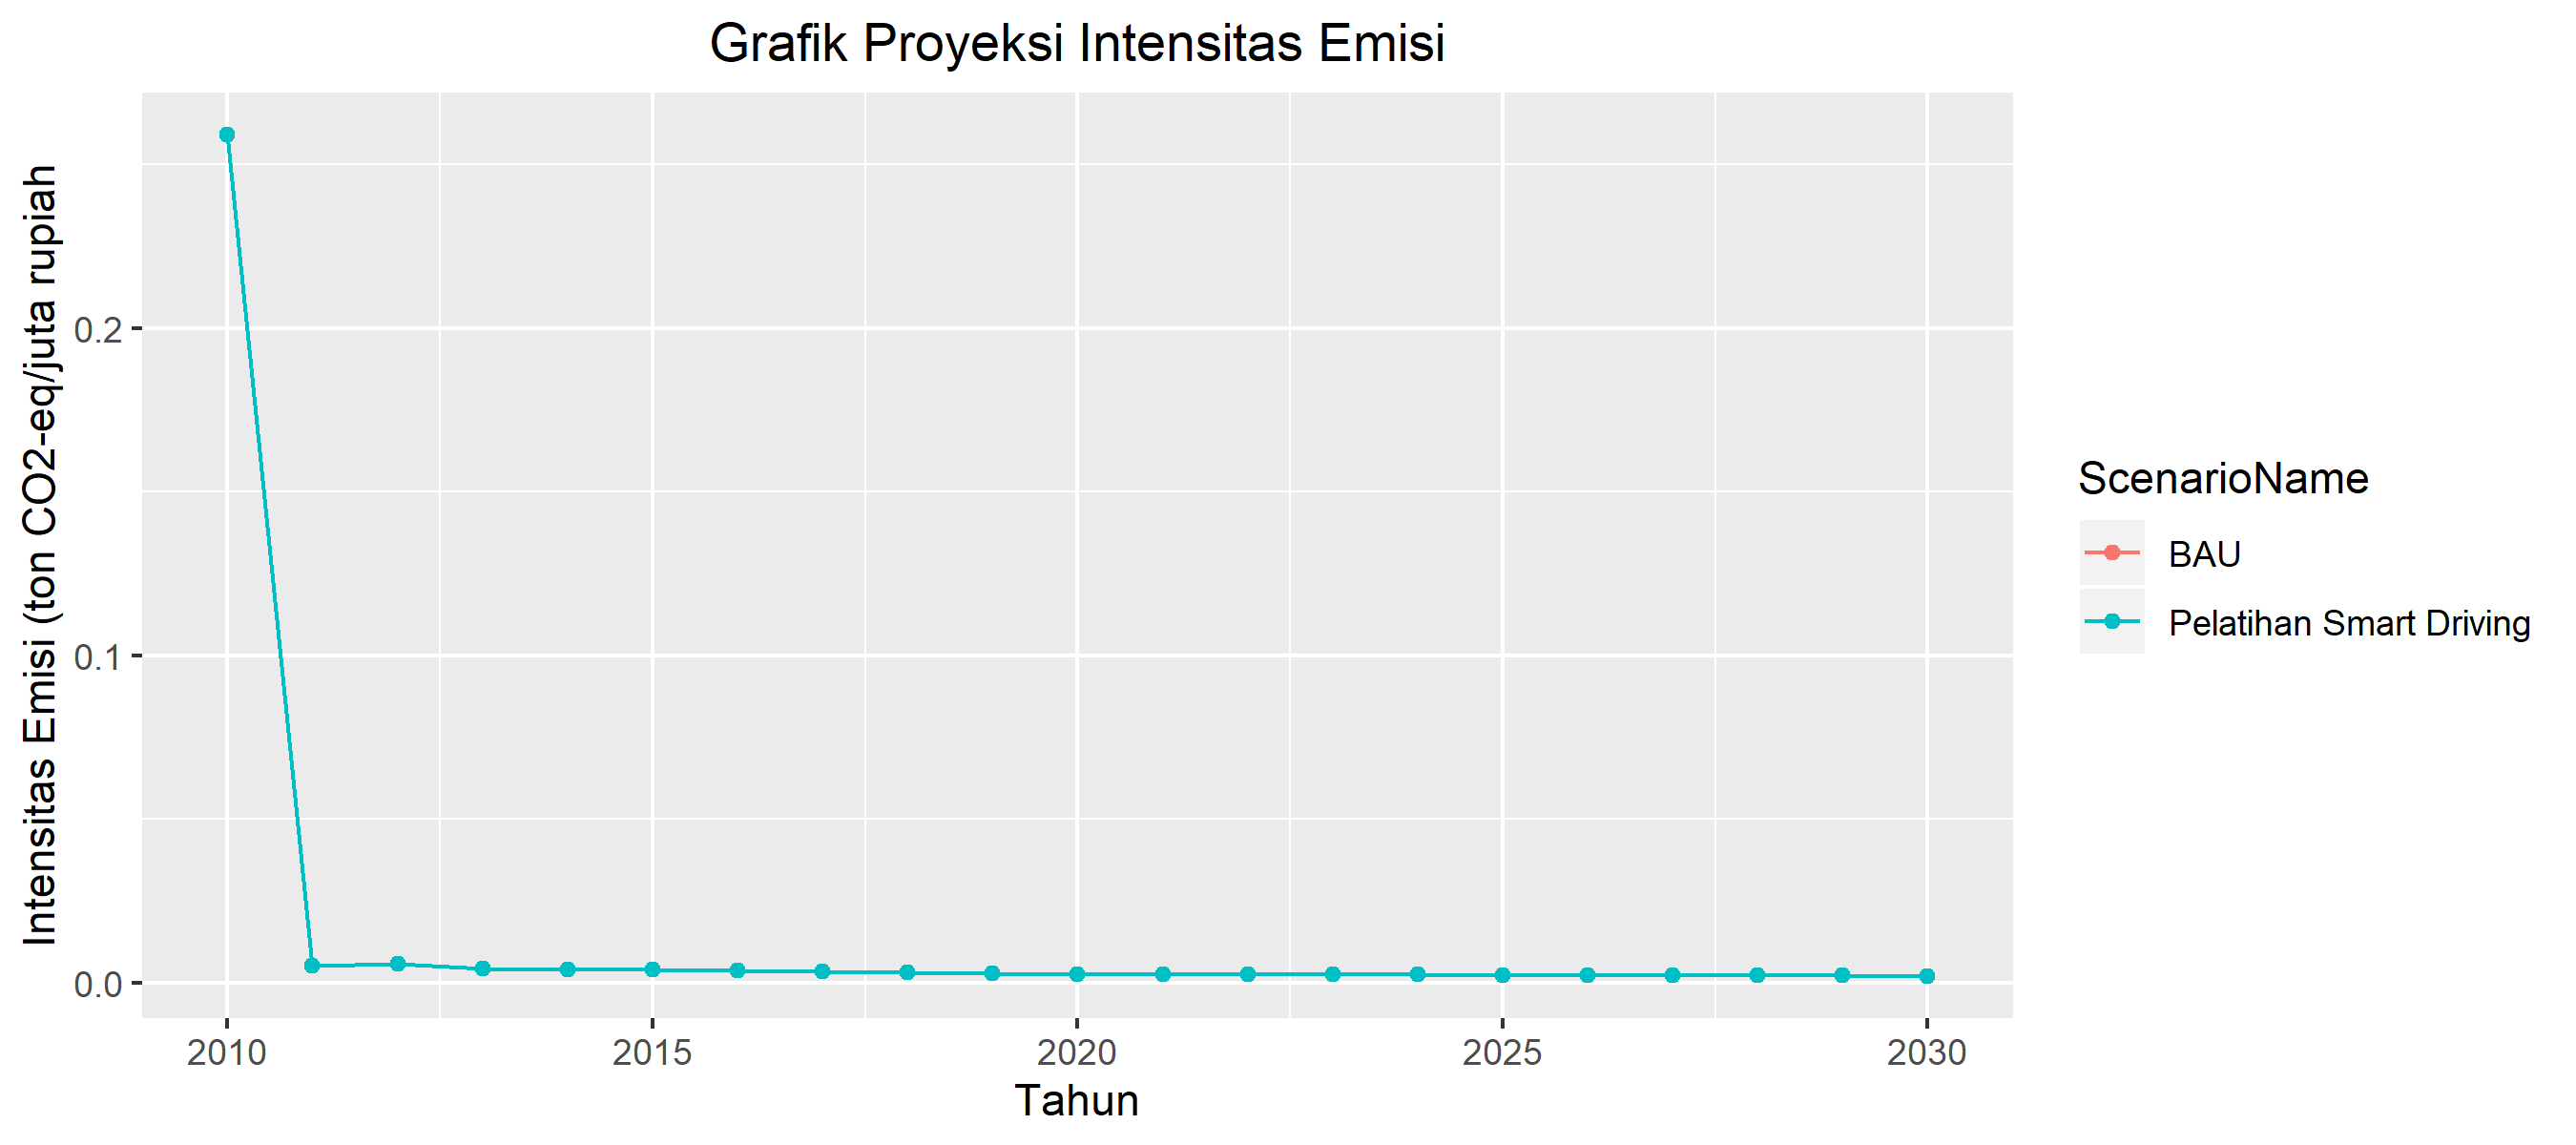 Grafik Proyeksi Intensitas Emisi
Intensitas Emisi (ton CO2-eq/juta rupiah
0.2
0.1
0.0
2010 2015 2020 2025 2030
Tahun
ScenarioName
BAU
Pelatihan Smart Driving